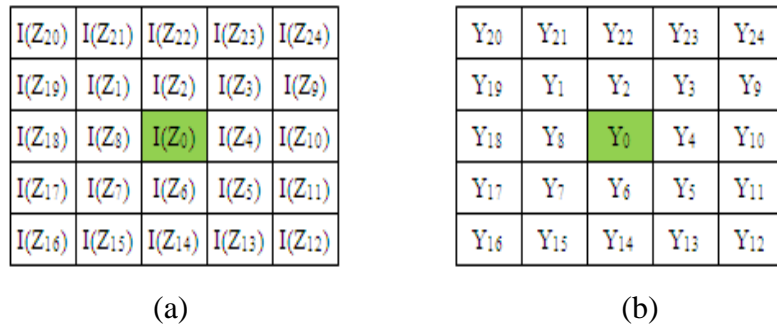 I(Z20) I(Z21) I(Z22) I(Z23) I(Z24) Y20 Y21 Y22 Y23 Y24
I(Z19) I(Z1) I(Z2) I(Z3) I(Z9) Y19 Y1 Y2 Y3 Y9
I(Z18) I(Z8) I(Z0) I(Z4) I(Z10) Y18 Y8 Y0 Y4 Y10
I(Z17) I(Z7) I(Z6) I(Z5) I(Z11) Y17 Y7 Y6 Y5 Y11
I(Z16) I(Z15) I(Z14) I(Z13) I(Z12) Y16 Y15 Y14 Y13 Y12
(a) (b)